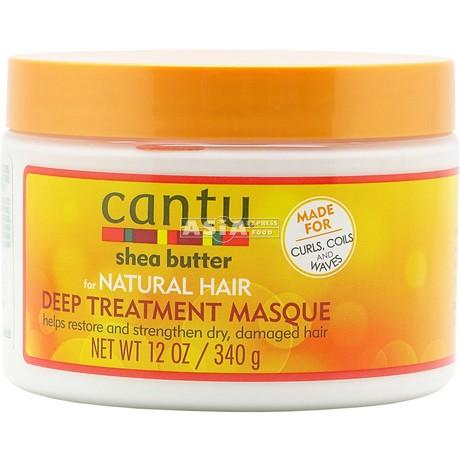 cantu
ASIA EXPRESS FOOD
shea butter
MADE
FOR
CURLS, COILS
AND
WAVES
for NATURAL HAIR
DEEP TREATMENT MASQUE
helps restore and strengthen dry, damaged hair
NET WT 12 OZ / 340 g